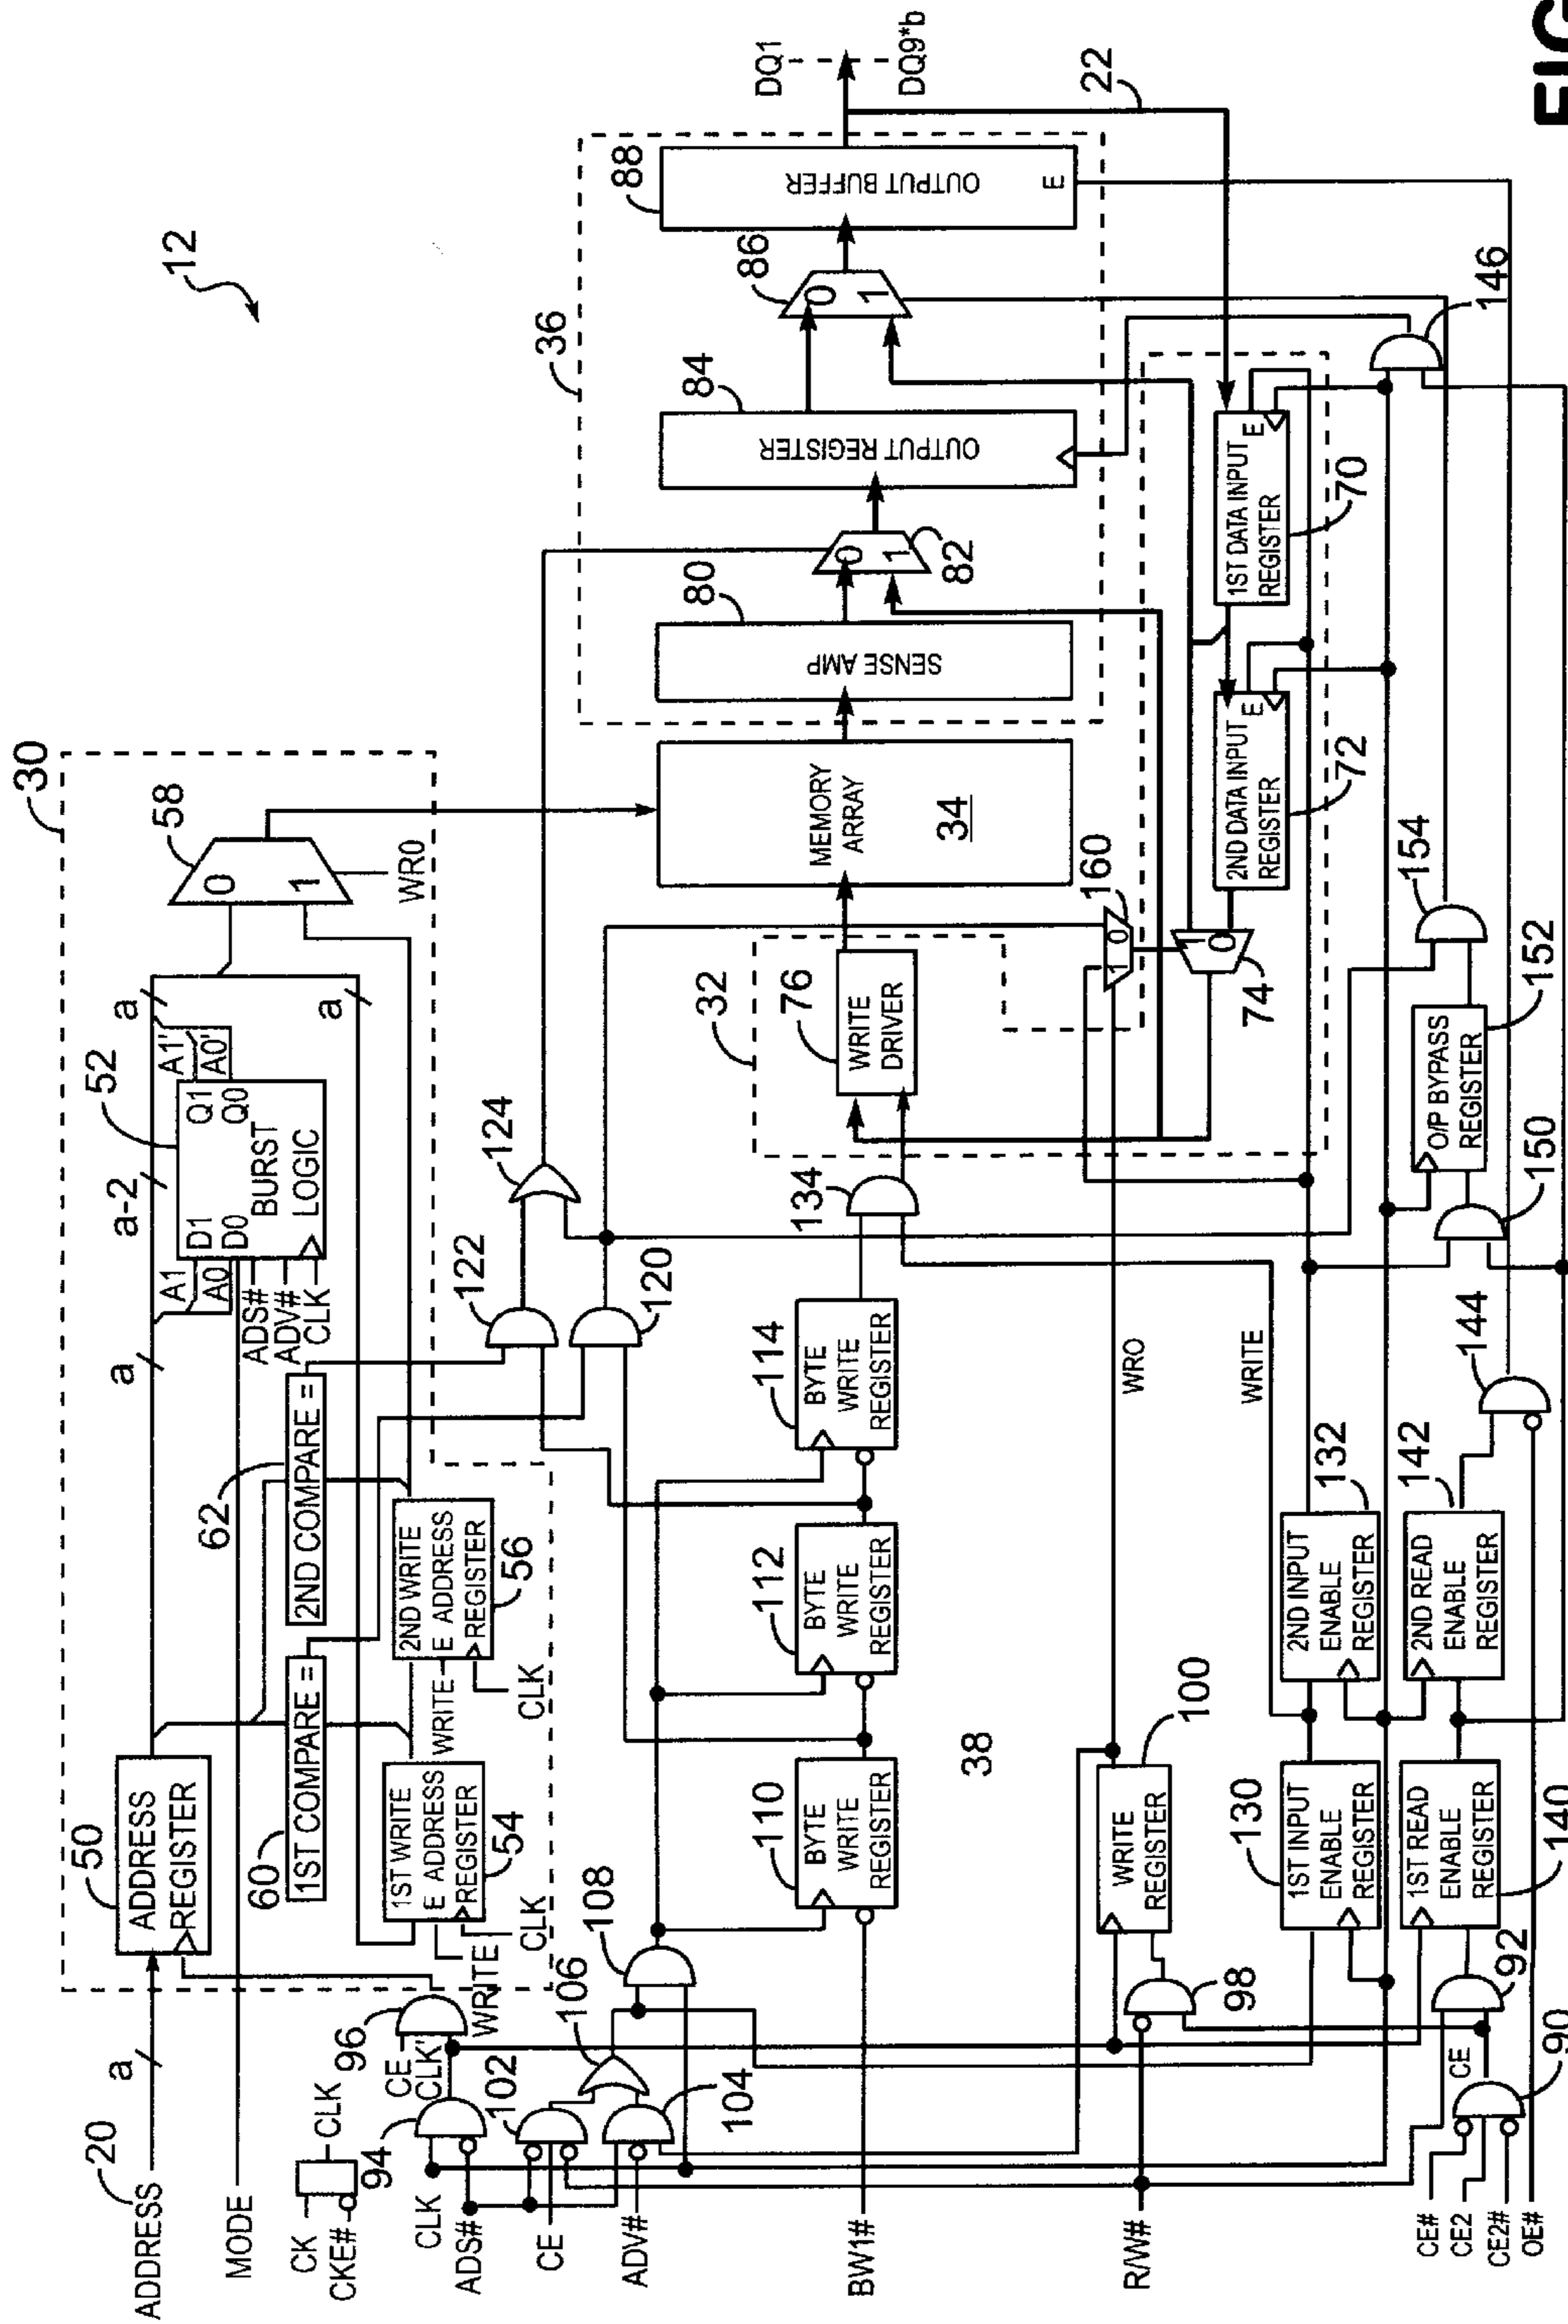 12
30
36
ADDRESS
20
a
50
ADDRESS
REGISTER
a
a-2
52
A1
A0
D1
D0
Q1
Q0
A1'
A0'
BURST
LOGIC
ADS#
ADV#
CLK
a
a
58
0
1
WR0
MODE
60
1ST COMPARE =
62
2ND COMPARE =
1ST WRITE
E ADDRESS
REGISTER
54
WRITE
CLK
2ND WRITE
E ADDRESS
REGISTER
56
WRITE
CLK
CK
CKE#
CLK
96
CE
CLK'
WRITE
94
CLK
ADS#
102
CE
ADV#
104
106
108
122
120
124
32
76
WRITE
DRIVER
MEMORY
ARRAY
34
80
SENSE AMP
0
1
82
84
OUTPUT REGISTER
86
0
1
88
OUTPUT BUFFER
E
DQ1
DQ9*b
22
BW1#
110
BYTE
WRITE
REGISTER
112
BYTE
WRITE
REGISTER
114
BYTE
WRITE
REGISTER
134
38
160
1 0
1
0
74
2ND DATA INPUT
REGISTER
E
72
1ST DATA INPUT
REGISTER
E
70
R/W#
98
WRITE
REGISTER
100
WRO
WRITE
130
1ST INPUT
ENABLE
REGISTER
132
2ND INPUT
ENABLE
REGISTER
1ST READ
ENABLE
REGISTER
140
142
2ND READ
ENABLE
REGISTER
144
150
O/P BYPASS
REGISTER
152
154
146
CE#
CE2
CE2#
OE#
CE
90
92